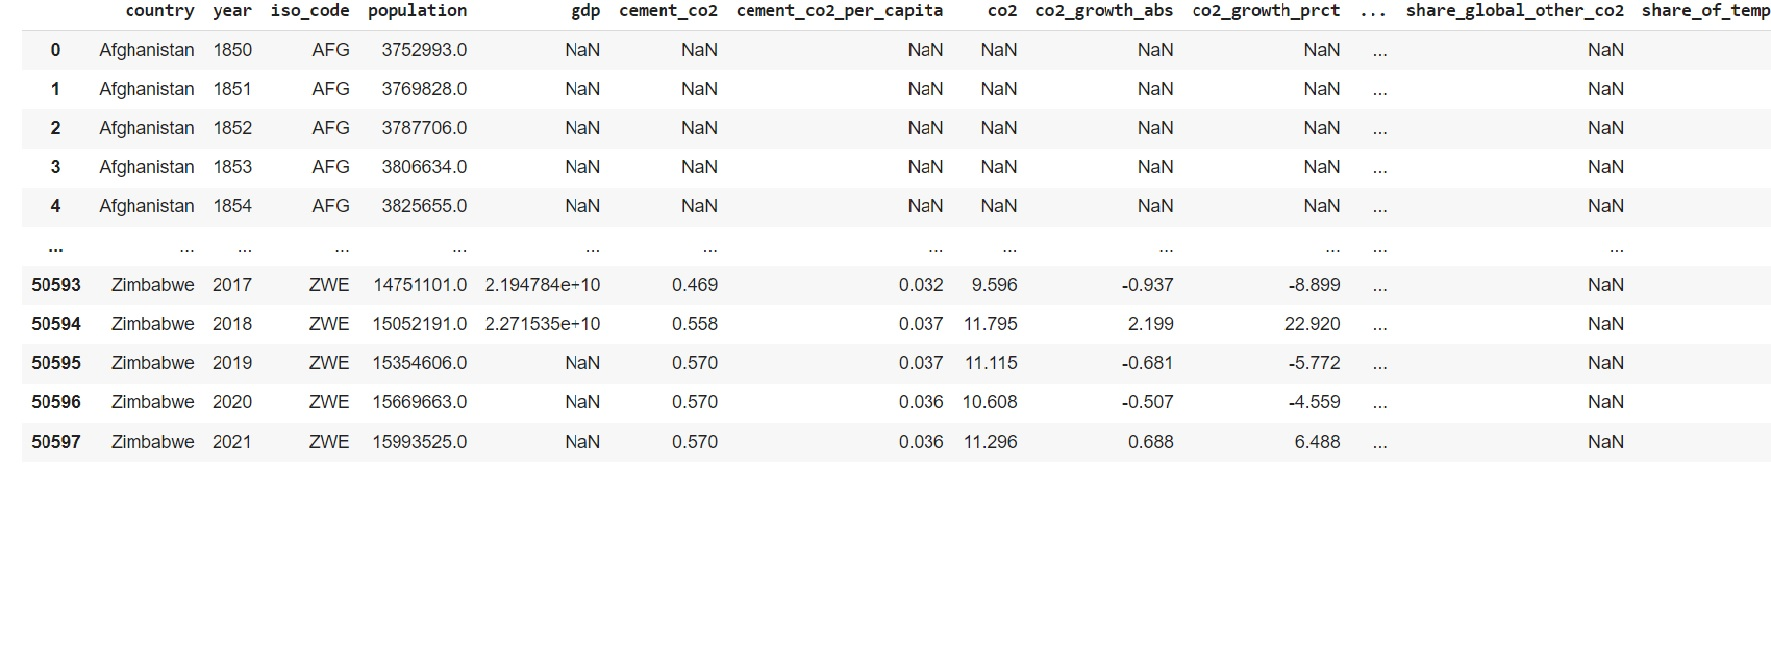 country year iso_code population gdp cement_co2 cement_co2_per_capita co2 co2_growth_abs co2_growth_prct ... share_global_other_co2 share_of_temp
0 Afghanistan 1850 AFG 3752993.0 NaN NaN NaN NaN NaN NaN ... NaN
1 Afghanistan 1851 AFG 3769828.0 NaN NaN NaN NaN NaN NaN ... NaN
2 Afghanistan 1852 AFG 3787706.0 NaN NaN NaN NaN NaN NaN ... NaN
3 Afghanistan 1853 AFG 3806634.0 NaN NaN NaN NaN NaN NaN ... NaN
4 Afghanistan 1854 AFG 3825655.0 NaN NaN NaN NaN NaN NaN ... NaN
... ... ... ... ... ... ... ... ... ... ... ... ...
50593 Zimbabwe 2017 ZWE 14751101.0 2.194784e+10 0.469 0.032 9.596 -0.937 -8.899 ... NaN
50594 Zimbabwe 2018 ZWE 15052191.0 2.271535e+10 0.558 0.037 11.795 2.199 22.920 ... NaN
50595 Zimbabwe 2019 ZWE 15354606.0 NaN 0.570 0.037 11.115 -0.681 -5.772 ... NaN
50596 Zimbabwe 2020 ZWE 15669663.0 NaN 0.570 0.036 10.608 -0.507 -4.559 ... NaN
50597 Zimbabwe 2021 ZWE 15993525.0 NaN 0.570 0.036 11.296 0.688 6.488 ... NaN